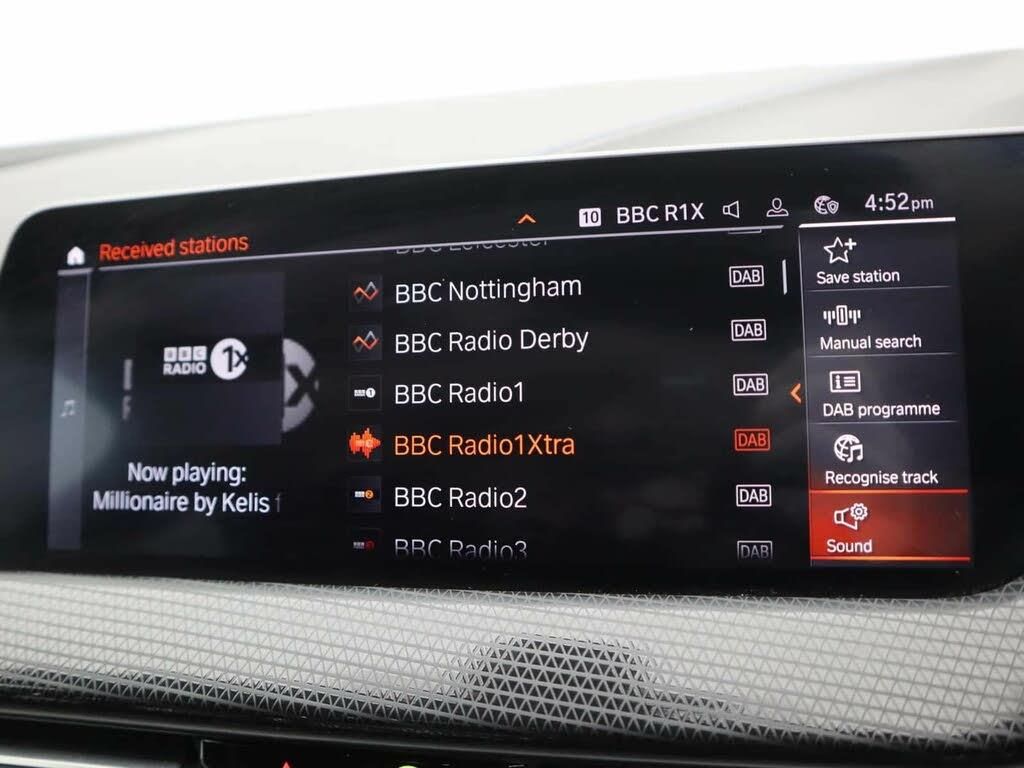 10 BBC R1X 4:52pm
Received stations
BBC Leicester
BBC Nottingham DAB
BBC Radio Derby DAB
BBC Radio1 DAB
BBC Radio1Xtra DAB
BBC Radio2 DAB
BBC Radio3 DAB
BBC
RADIO 1X
Now playing:
Millionaire by Kelis
Save station
Manual search
DAB programme
Recognise track
Sound